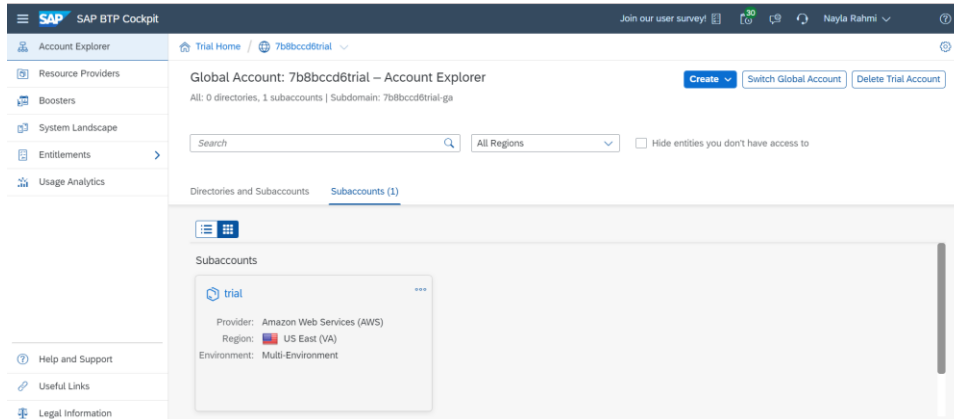 SAP SAP BTP Cockpit
Join our user survey! 30 Nayla Rahmi
Account Explorer
Resource Providers
Boosters
System Landscape
Entitlements
Usage Analytics
Help and Support
Useful Links
Legal Information
Trial Home / 7b8bccd6trial
Global Account: 7b8bccd6trial – Account Explorer
Create Switch Global Account Delete Trial Account
All: 0 directories, 1 subaccounts | Subdomain: 7b8bccd6trial-ga
Search All Regions Hide entities you don't have access to
Directories and Subaccounts Subaccounts (1)
Subaccounts
trial
Provider: Amazon Web Services (AWS)
Region: US East (VA)
Environment: Multi-Environment